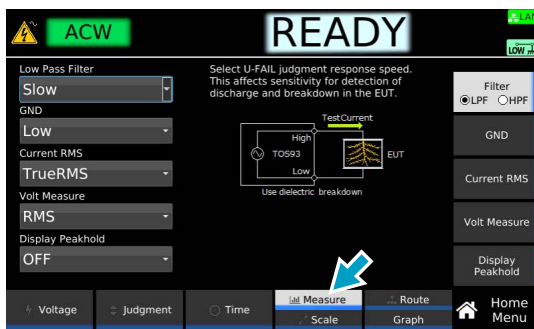 ACW
READY
LAN
LOW
Low Pass Filter
Slow
GND
Low
Current RMS
TrueRMS
Volt Measure
RMS
Display Peakhold
OFF
Select U-FAIL judgment response speed.
This affects sensitivity for detection of
discharge and breakdown in the EUT.
TestCurrent
High
TOS93
EUT
Low
Use dielectric breakdown
Filter
LPF HPF
GND
Current RMS
Volt Measure
Display
Peakhold
Voltage
Judgment
Time
Measure
Scale
Route
Graph
Home
Menu